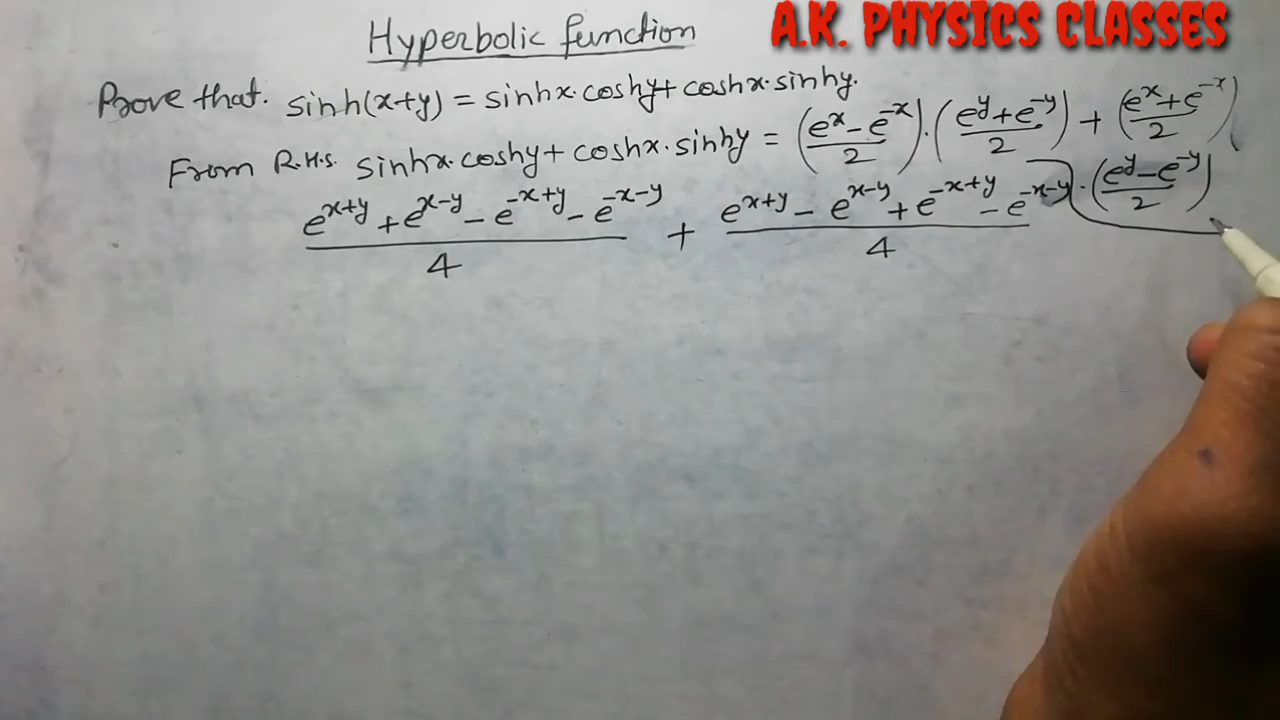 Hyperbolic function
A.K. PHYSICS CLASSES
Prove that. sinh(x+y) = sinhx.coshy+coshx.sinhy.
From R.H.S. sinhx.coshy+coshx.sinhy = (e^x - e^-x / 2).(e^y + e^-y / 2) + (e^x + e^-x / 2)
.(e^y - e^-y / 2)
e^x+y + e^x-y - e^-x+y - e^-x-y / 4 + e^x+y - e^x-y + e^-x+y - e^-x-y / 4